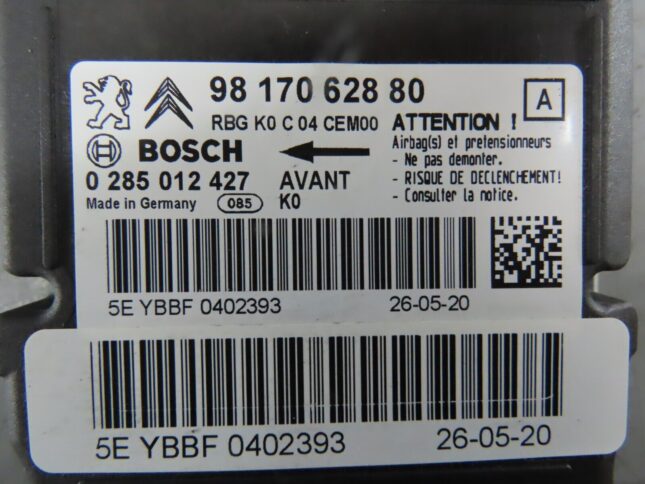 98 170 628 80
RBG K0 C 04 CEM00
A
BOSCH
ATTENTION !
Airbag(s) et pretensionneurs
- Ne pas demonter.
- RISQUE DE DECLENCHEMENT!
- Consulter la notice.
0 285 012 427
AVANT
Made in Germany
085
K0
5E YBBF 0402393
26-05-20
5E YBBF 0402393
26-05-20